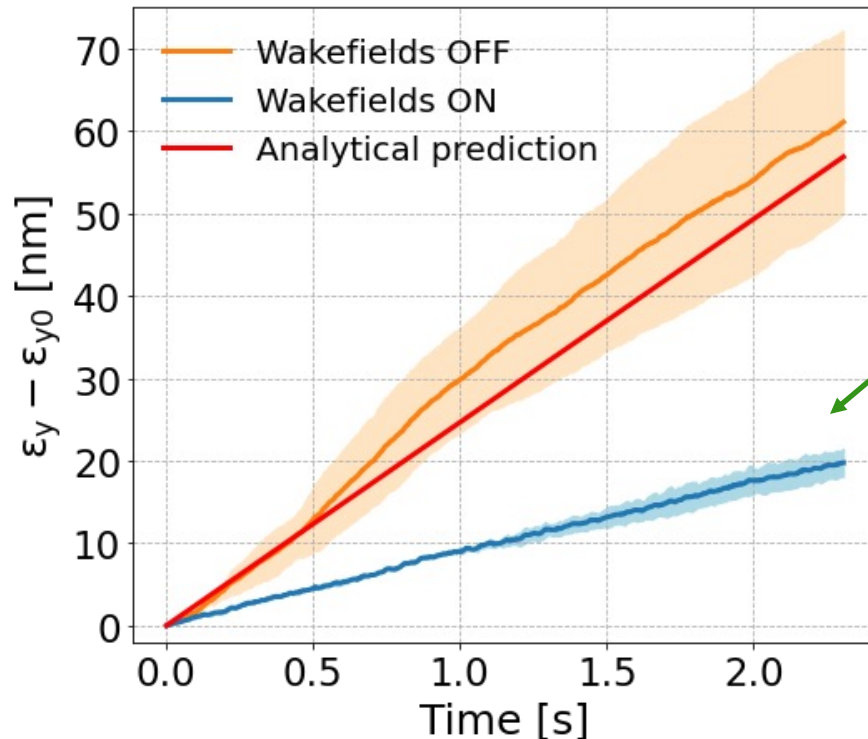 70
60
50
40
30
20
10
0
εy − εy0 [nm]
Wakefields OFF
Wakefields ON
Analytical prediction
0.0 0.5 1.0 1.5 2.0
Time [s]